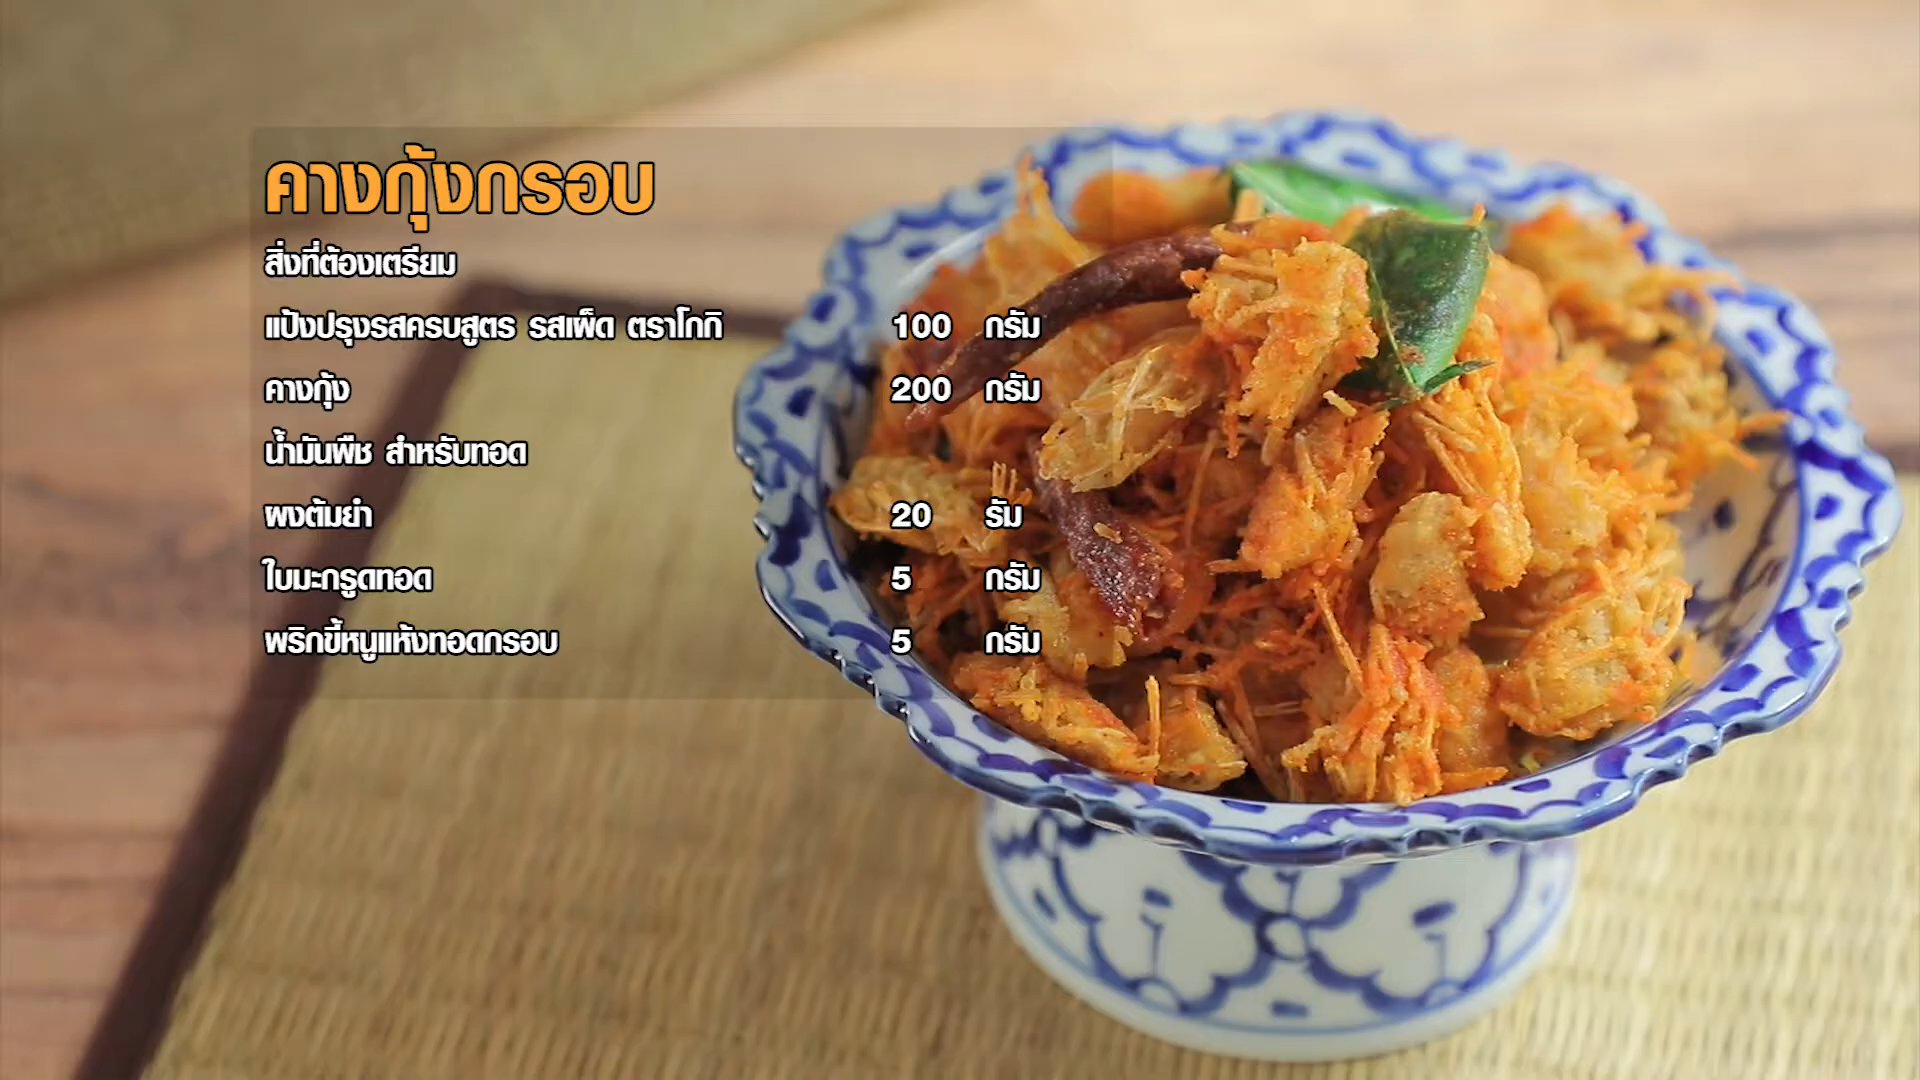 คางกุ้งกรอบ
สิ่งที่ต้องเตรียม
แป้งปรุงรสครบสูตร รสเผ็ด ตราโกกิ 100 กรัม
คางกุ้ง 200 กรัม
น้ำมันพืช สำหรับทอด
ผงต้มยำ 20 รัม
ใบมะกรูดทอด 5 กรัม
พริกขี้หนูแห้งทอดกรอบ 5 กรัม